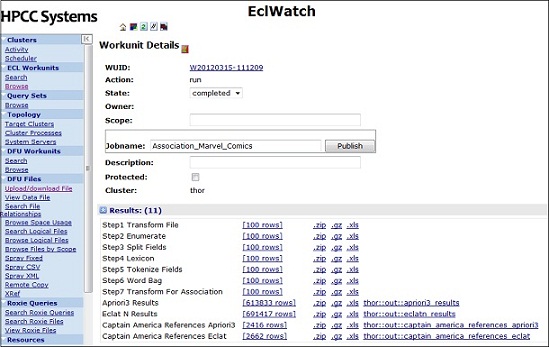 HPCC Systems
EclWatch
Clusters
Activity
Scheduler
ECL Workunits
Search
Browse
Query Sets
Browse
Topology
Target Clusters
Cluster Processes
System Servers
DFU Workunits
Search
Browse
DFU Files
Upload/download File
View Data File
Search File
Relationships
Browse Space Usage
Search Logical Files
Browse Logical Files
Browse Files by Scope
Spray Fixed
Spray CSV
Spray XML
Remote Copy
XRef
Roxie Queries
Search Roxie Queries
Search Roxie Files
View Roxie Files
Resources
Workunit Details
WUID: W20120315-111209
Action: run
State: completed
Owner:
Scope:
Jobname: Association_Marvel_Comics Publish
Description:
Protected:
Cluster: thor
Results: (11)
Step1 Transform File [100 rows] .zip .gz .xls
Step2 Enumerate [100 rows] .zip .gz .xls
Step3 Split Fields [100 rows] .zip .gz .xls
Step4 Lexicon [100 rows] .zip .gz .xls
Step5 Tokenize Fields [100 rows] .zip .gz .xls
Step6 Word Bag [100 rows] .zip .gz .xls
Step7 Transform For Association [100 rows] .zip .gz .xls
Apriori3 Results [613833 rows] .zip .gz .xls thor::out::apriori3_results
Eclat N Results [691417 rows] .zip .gz .xls thor::out::eclatn_results
Captain America References Apriori3 [2416 rows] .zip .gz .xls thor::out::captain_america_references_apriori3
Captain America References Eclat [2662 rows] .zip .gz .xls thor::out::captain_america_references_eclat